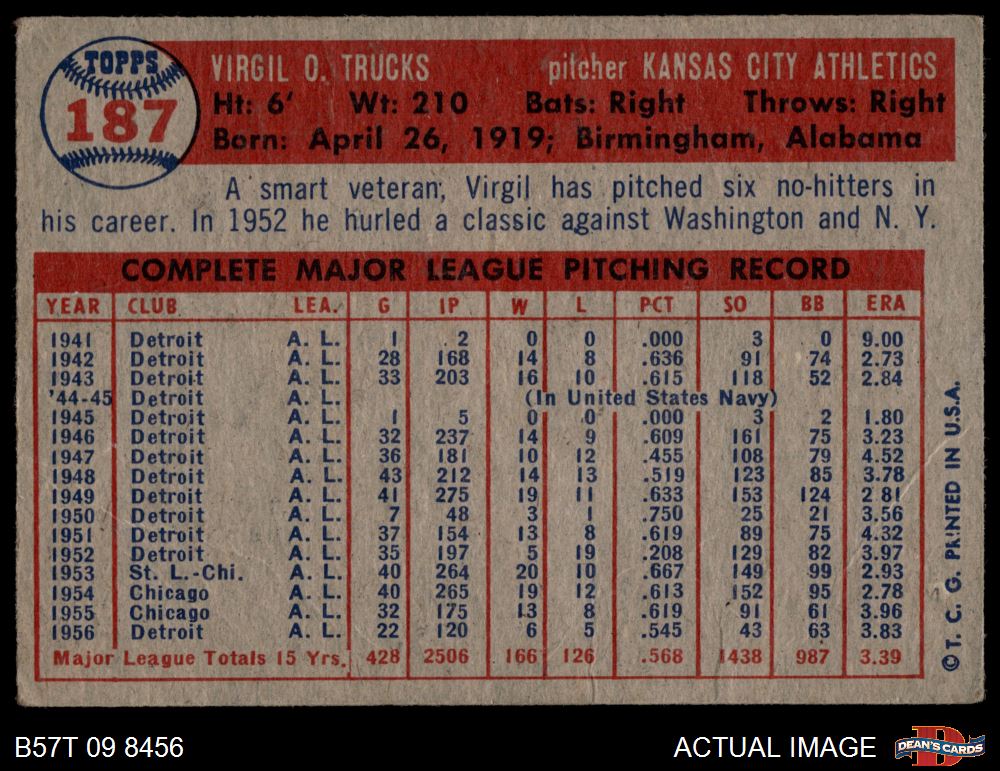 TOPPS
187
VIRGIL O. TRUCKS pitcher KANSAS CITY ATHLETICS
Ht: 6' Wt: 210 Bats: Right Throws: Right
Born: April 26, 1919; Birmingham, Alabama
A smart veteran, Virgil has pitched six no-hitters in
his career. In 1952 he hurled a classic against Washington and N. Y.
COMPLETE MAJOR LEAGUE PITCHING RECORD
YEAR CLUB LEA. G IP W L PCT SO BB ERA
1941 Detroit A. L. 1 2 0 0 .000 3 0 9.00
1942 Detroit A. L. 28 168 14 8 .636 91 74 2.73
1943 Detroit A. L. 33 203 16 10 .615 118 52 2.84
'44-45 Detroit A. L. (In United States Navy)
1945 Detroit A. L. 1 5 0 0 .000 3 2 1.80
1946 Detroit A. L. 32 237 14 9 .609 161 75 3.23
1947 Detroit A. L. 36 181 10 12 .455 108 79 4.52
1948 Detroit A. L. 43 212 14 13 .519 123 85 3.78
1949 Detroit A. L. 41 275 19 11 .633 153 124 2.81
1950 Detroit A. L. 7 48 3 1 .750 25 21 3.56
1951 Detroit A. L. 37 154 13 8 .619 89 75 4.32
1952 Detroit A. L. 35 197 5 19 .208 129 82 3.97
1953 St. L.-Chi. A. L. 40 264 20 10 .667 149 99 2.93
1954 Chicago A. L. 40 265 19 12 .613 152 95 2.78
1955 Chicago A. L. 32 175 13 8 .619 91 61 3.96
1956 Detroit A. L. 22 120 6 5 .545 43 63 3.83
Major League Totals 15 Yrs. 428 2506 166 126 .568 1438 987 3.39
© T. C. G. PRINTED IN U.S.A.
B57T 09 8456 ACTUAL IMAGE DEAN'S CARDS